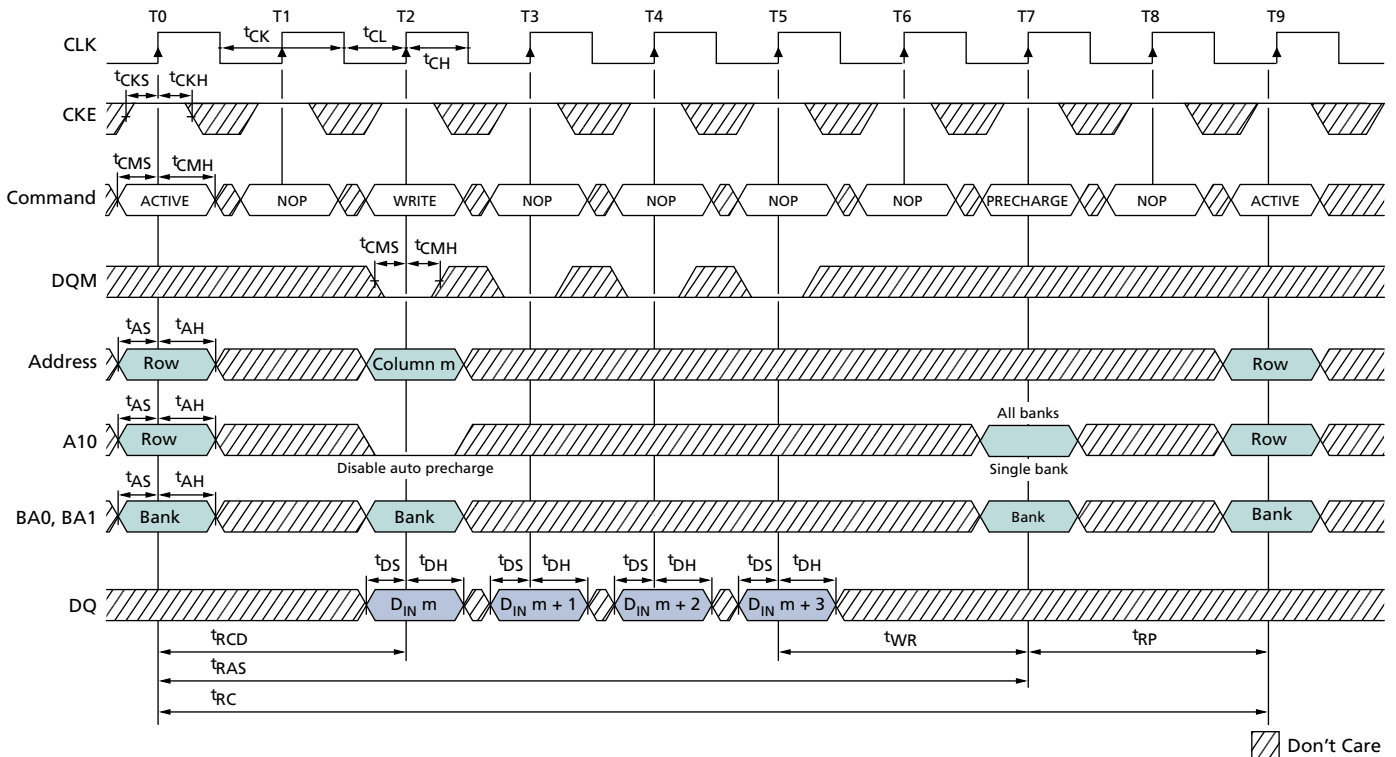 T0 T1 T2 T3 T4 T5 T6 T7 T8 T9
CLK tCK tCL tCH
tCKS tCKH
CKE
tCMS tCMH
Command ACTIVE NOP WRITE NOP NOP NOP NOP PRECHARGE NOP ACTIVE
tCMS tCMH
DQM
tAS tAH
Address Row Column m Row
tAS tAH All banks
A10 Row Row
Disable auto precharge Single bank
tAS tAH
BA0, BA1 Bank Bank Bank Bank
tDS tDH tDS tDH tDS tDH tDS tDH
DQ DIN m DIN m + 1 DIN m + 2 DIN m + 3
tRCD tWR tRP
tRAS
tRC
Don't Care